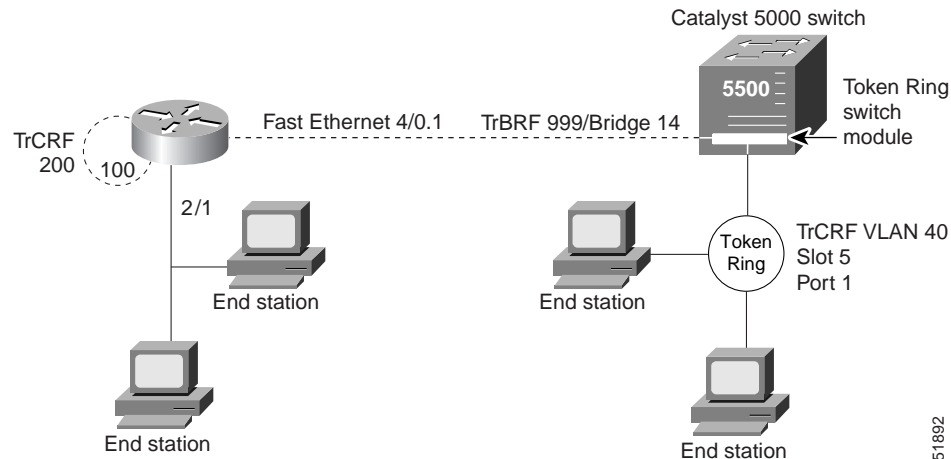 Catalyst 5000 switch
5500
Token Ring
switch
module
Fast Ethernet 4/0.1
TrBRF 999/Bridge 14
TrCRF
200
100
2/1
End station
End station
Token
Ring
TrCRF VLAN 40
Slot 5
Port 1
End station
End station
51892